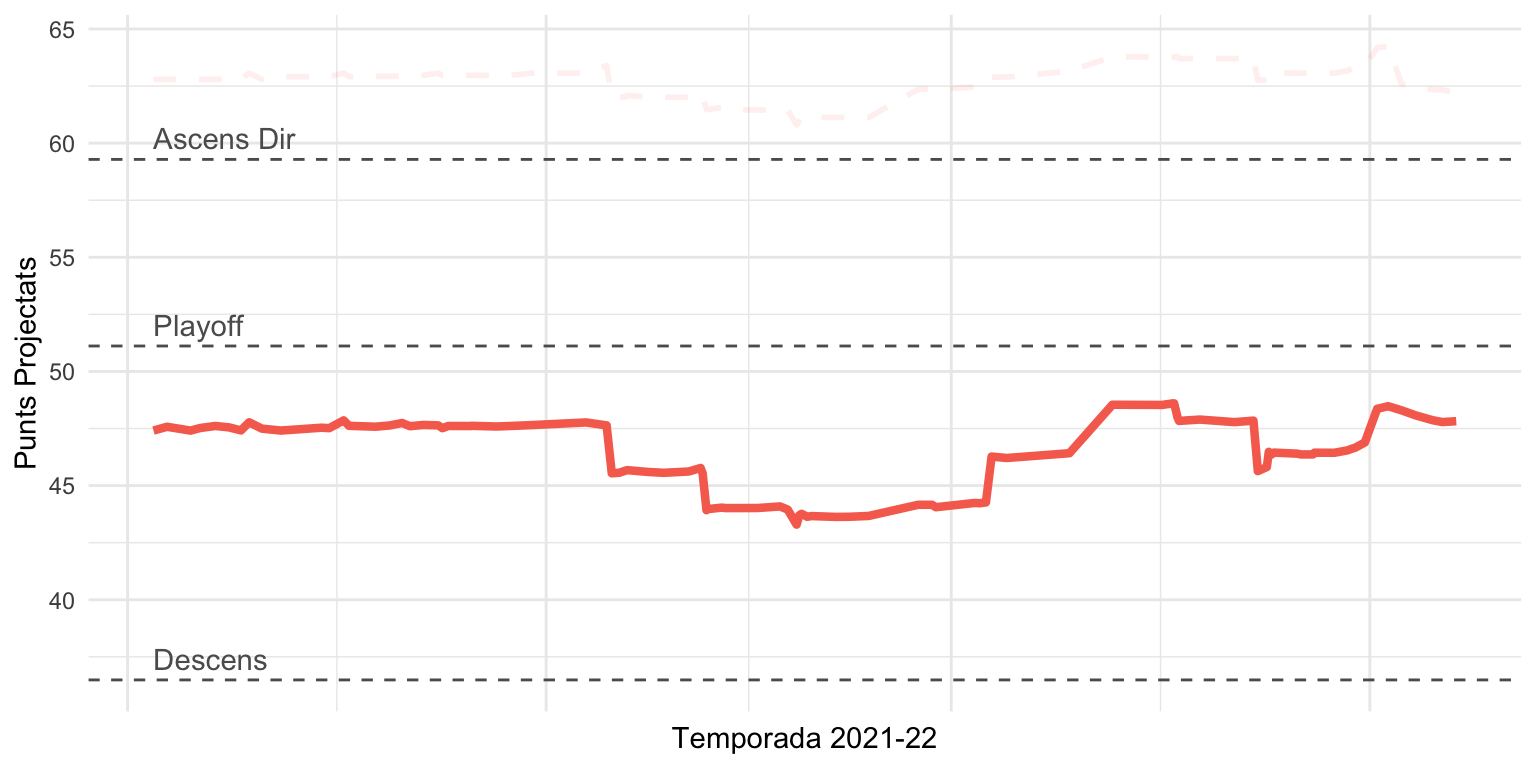 65
60
55
50
45
40
Punts Projectats
Ascens Dir
Playoff
Descens
Temporada 2021-22